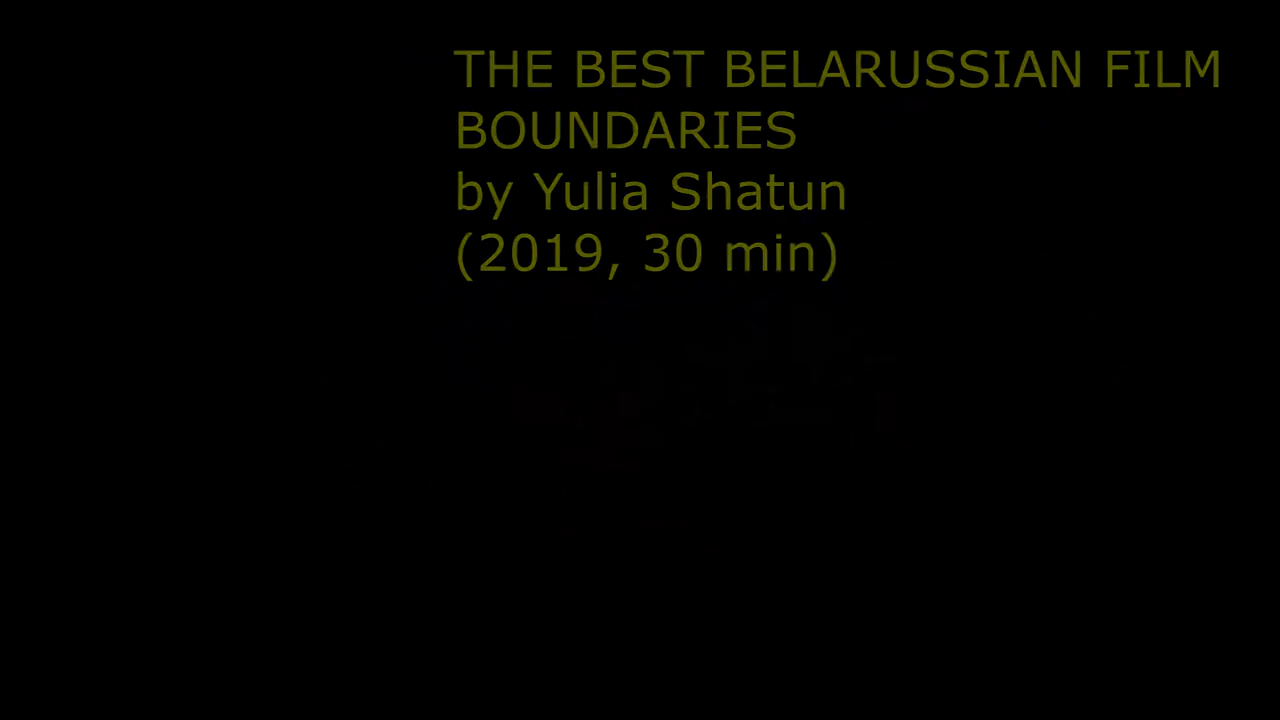 THE BEST BELARUSSIAN FILM
BOUNDARIES
by Yulia Shatun
(2019, 30 min)